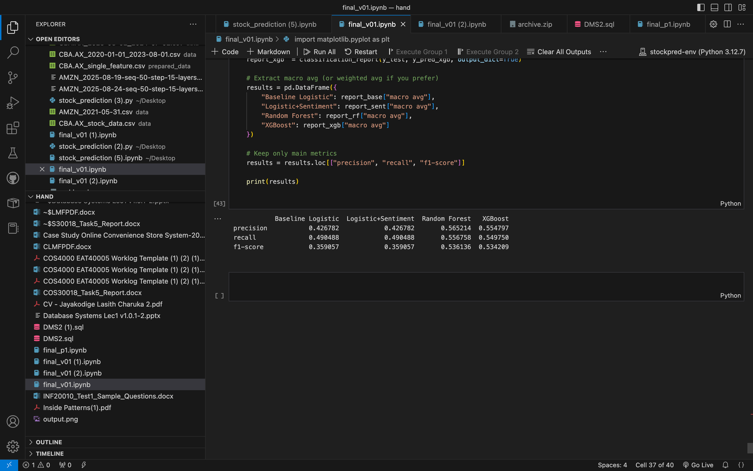 final_v01.ipynb — hand
EXPLORER
OPEN EDITORS
CBA.AX_2020-01-01_2023-08-01.csv data
CBA.AX_single_feature.csv prepared_data
AMZN_2025-08-19-seq-50-step-15-layers...
AMZN_2025-08-24-seq-50-step-15-layers...
stock_prediction (3).py ~/Desktop
AMZN_2021-05-31.csv data
CBA.AX_stock_data.csv data
final_v01 (1).ipynb
stock_prediction (2).py ~/Desktop
stock_prediction (5).ipynb ~/Desktop
final_v01.ipynb
final_v01 (2).ipynb
HAND
~$LMFPDF.docx
~$S30018_Task5_Report.docx
Case Study Online Convenience Store System-20...
CLMFPDF.docx
COS4000 EAT40005 Worklog Template (1) (2) (1)...
COS4000 EAT40005 Worklog Template (1) (2) (1)...
COS4000 EAT40005 Worklog Template (1) (2) (1)...
COS30018_Task5_Report.docx
CV - Jayakodige Lasith Charuka 2.pdf
Database Systems Lec1 v1.0.1-2.pptx
DMS2 (1).sql
DMS2.sql
final_p1.ipynb
final_v01 (1).ipynb
final_v01 (2).ipynb
final_v01.ipynb
INF20010_Test1_Sample_Questions.docx
Inside Patterns(1).pdf
output.png
OUTLINE
TIMELINE
stock_prediction (5).ipynb
final_v01.ipynb
final_v01 (2).ipynb
archive.zip
DMS2.sql
final_p1.ipynb
final_v01.ipynb > import matplotlib.pyplot as plt
+ Code + Markdown Run All Restart Execute Group 1 Execute Group 2 Clear All Outputs ... stockpred-env (Python 3.12.7)
report_xgb = classification_report(y_test, y_pred_xgb, output_dict=True)
# Extract macro avg (or weighted avg if you prefer)
results = pd.DataFrame({
"Baseline Logistic": report_base["macro avg"],
"Logistic+Sentiment": report_sent["macro avg"],
"Random Forest": report_rf["macro avg"],
"XGBoost": report_xgb["macro avg"]
})
# Keep only main metrics
results = results.loc[["precision", "recall", "f1-score"]]
print(results)
[43] Python
Baseline Logistic Logistic+Sentiment Random Forest XGBoost
precision 0.426782 0.426782 0.565214 0.554797
recall 0.490488 0.490488 0.556758 0.549750
f1-score 0.359057 0.359057 0.536136 0.534209
[ ] Python
1 0 0 Spaces: 4 Cell 37 of 40 Go Live